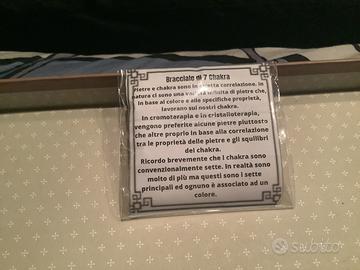 Bracciale di 7 Chakra
Pietre e chakra sono in stretta correlazione. In
natura ci sono una varietà infinita di pietre che,
in base al colore e alle specifiche proprietà,
lavorano sui nostri chakra.
In cromoterapia e in cristalloterapia,
vengono preferite alcune pietre piuttosto
che altre proprio in base alla correlazione
tra le proprietà delle pietre e gli squilibri
dei chakra.
Ricordo brevemente che i chakra sono
convenzionalmente sette. In realtà sono
molto di più ma questi sono i sette
principali ed ognuno è associato ad un
colore.
subito